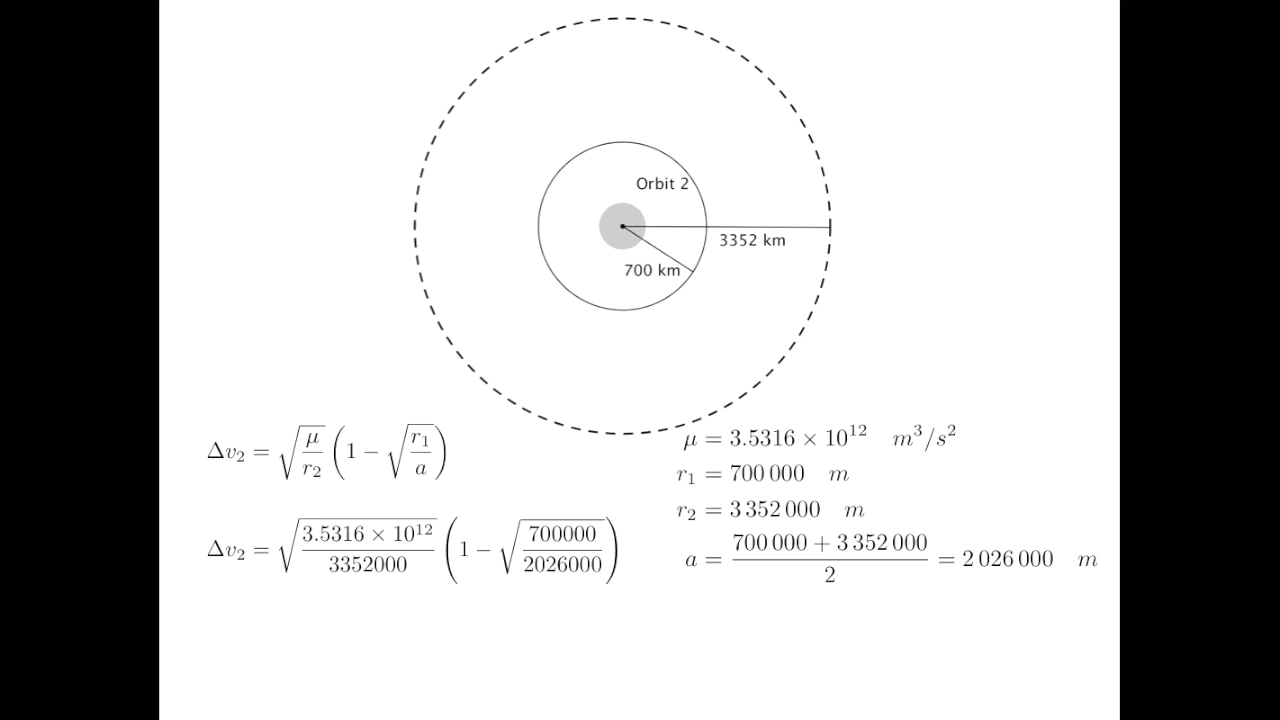 Orbit 2
3352 km
700 km
Δv₂ = √(μ/r₂) (1 − √(r₁/a))
μ = 3.5316 × 10¹² m³/s²
r₁ = 700 000 m
r₂ = 3 352 000 m
Δv₂ = √(3.5316 × 10¹²/3352000) (1 − √(700000/2026000))
a = (700 000 + 3 352 000)/2 = 2 026 000 m